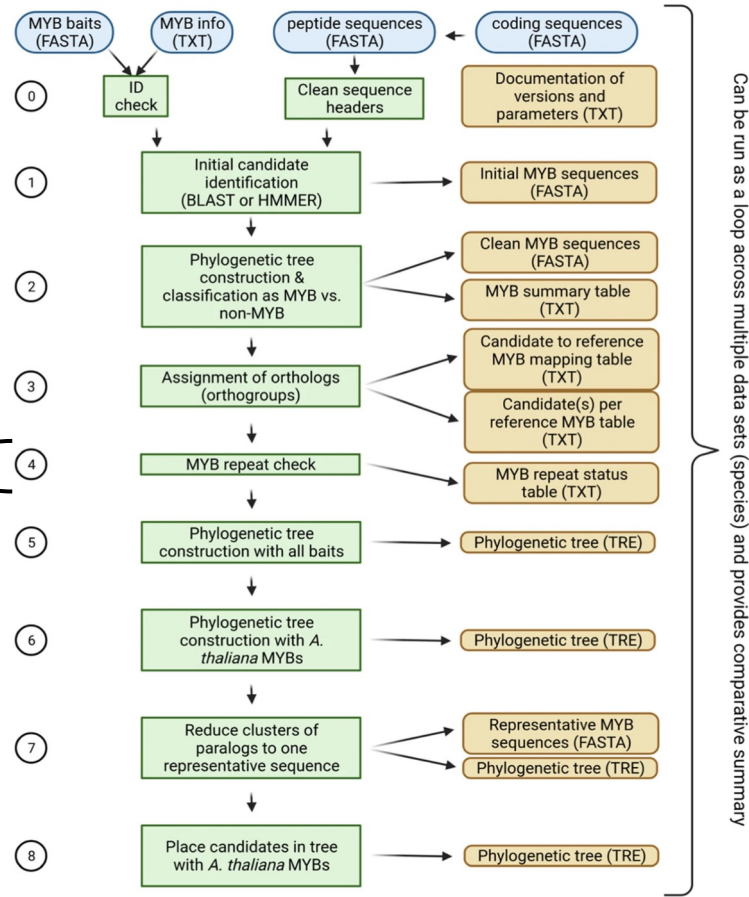 MYB baits
(FASTA)
MYB info
(TXT)
peptide sequences
(FASTA)
coding sequences
(FASTA)
0
ID
check
Clean sequence
headers
Documentation of
versions and
parameters (TXT)
1
Initial candidate
identification
(BLAST or HMMER)
Initial MYB sequences
(FASTA)
2
Phylogenetic tree
construction &
classification as MYB vs.
non-MYB
Clean MYB sequences
(FASTA)
MYB summary table
(TXT)
3
Assignment of orthologs
(orthogroups)
Candidate to reference
MYB mapping table
(TXT)
Candidate(s) per
reference MYB table
(TXT)
4
MYB repeat check
MYB repeat status
table (TXT)
5
Phylogenetic tree
construction with all baits
Phylogenetic tree (TRE)
6
Phylogenetic tree
construction with A.
thaliana MYBs
Phylogenetic tree (TRE)
7
Reduce clusters of
paralogs to one
representative sequence
Representative MYB
sequences (FASTA)
Phylogenetic tree (TRE)
8
Place candidates in tree
with A. thaliana MYBs
Phylogenetic tree (TRE)
Can be run as a loop across multiple data sets (species) and provides comparative summary